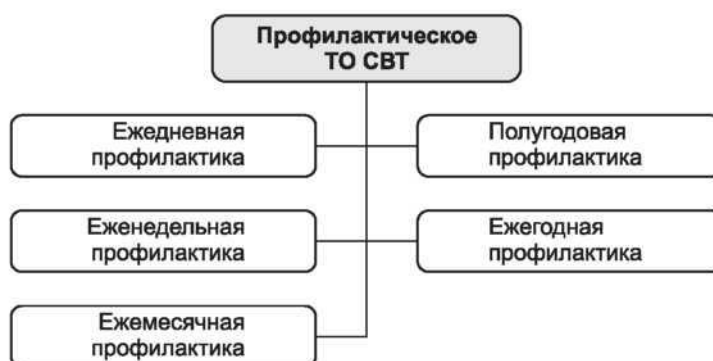 Профилактическое
ТО СВТ
Ежедневная
профилактика
Полугодовая
профилактика
Еженедельная
профилактика
Ежегодная
профилактика
Ежемесячная
профилактика